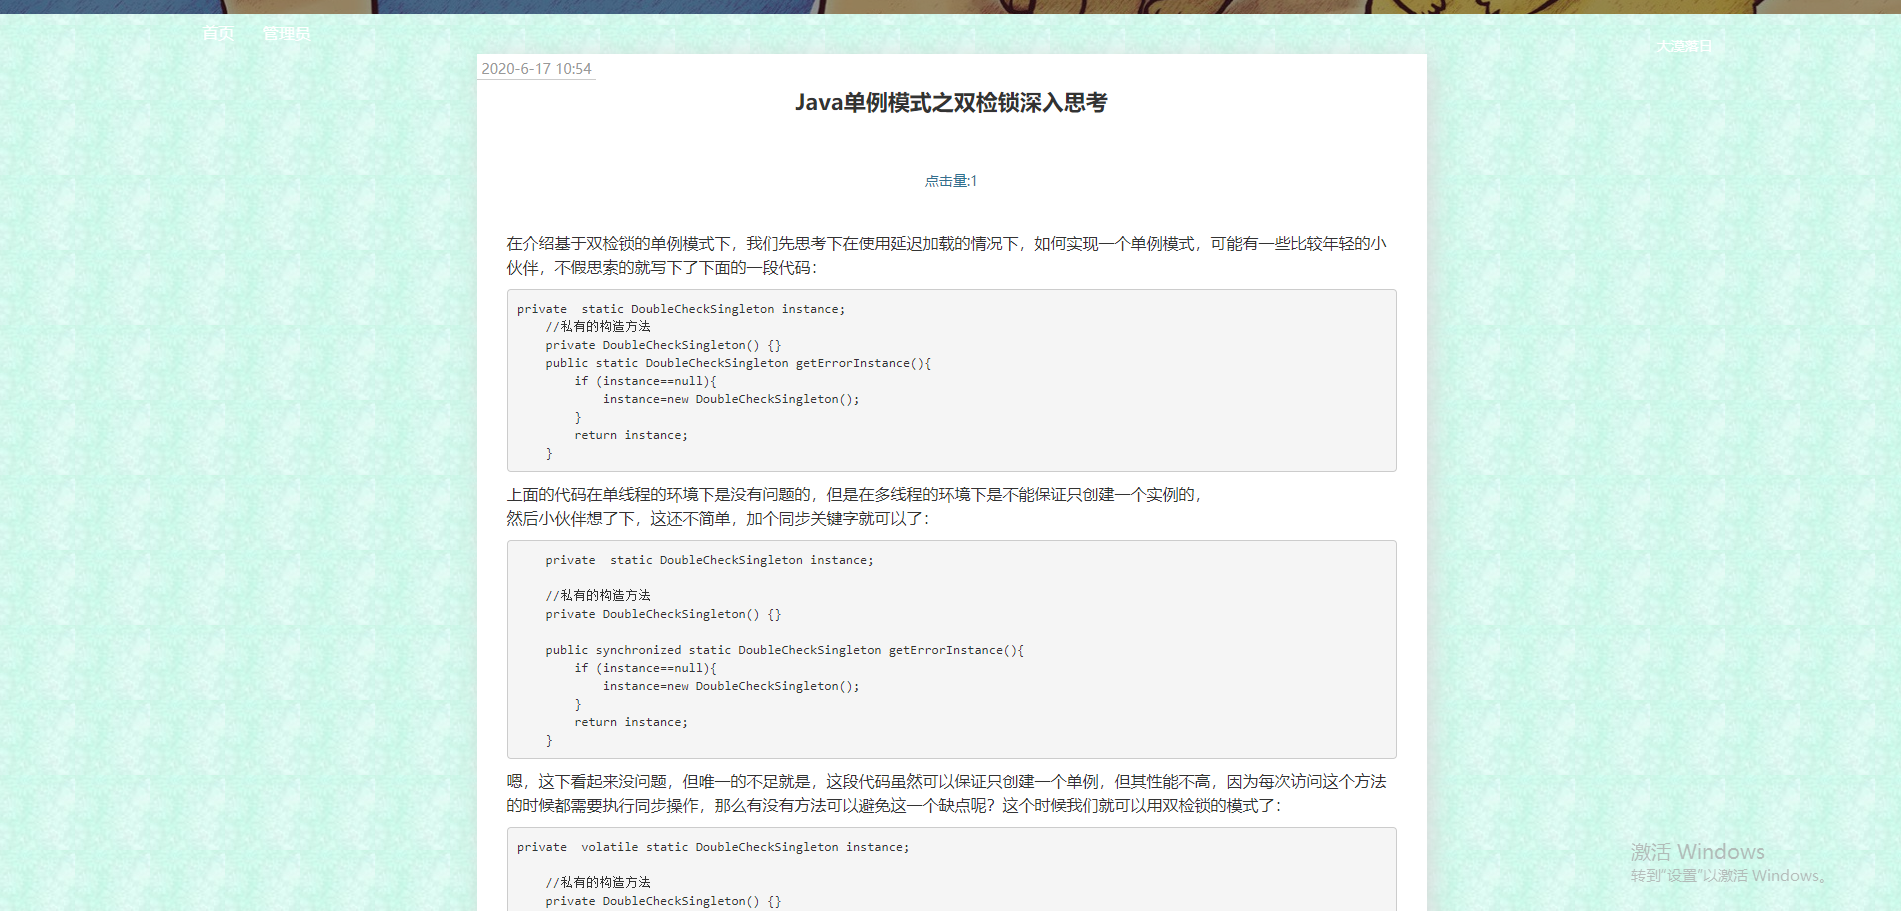 首页 管理员
大漠落日
2020-6-17 10:54
Java单例模式之双检锁深入思考
点击量:1
在介绍基于双检锁的单例模式下，我们先思考下在使用延迟加载的情况下，如何实现一个单例模式，可能有一些比较年轻的小
伙伴，不假思索的就写下了下面的一段代码：
private  static DoubleCheckSingleton instance;
    //私有的构造方法
    private DoubleCheckSingleton() {}
    public static DoubleCheckSingleton getErrorInstance(){
        if (instance==null){
            instance=new DoubleCheckSingleton();
        }
        return instance;
    }
上面的代码在单线程的环境下是没有问题的，但是在多线程的环境下是不能保证只创建一个实例的，
然后小伙伴想了下，这还不简单，加个同步关键字就可以了：
    private  static DoubleCheckSingleton instance;
    //私有的构造方法
    private DoubleCheckSingleton() {}
    public synchronized static DoubleCheckSingleton getErrorInstance(){
        if (instance==null){
            instance=new DoubleCheckSingleton();
        }
        return instance;
    }
嗯，这下看起来没问题，但唯一的不足就是，这段代码虽然可以保证只创建一个单例，但其性能不高，因为每次访问这个方法
的时候都需要执行同步操作，那么有没有方法可以避免这一个缺点呢？这个时候我们就可以用双检锁的模式了：
private  volatile static DoubleCheckSingleton instance;
    //私有的构造方法
    private DoubleCheckSingleton() {}
激活 Windows
转到"设置"以激活 Windows。